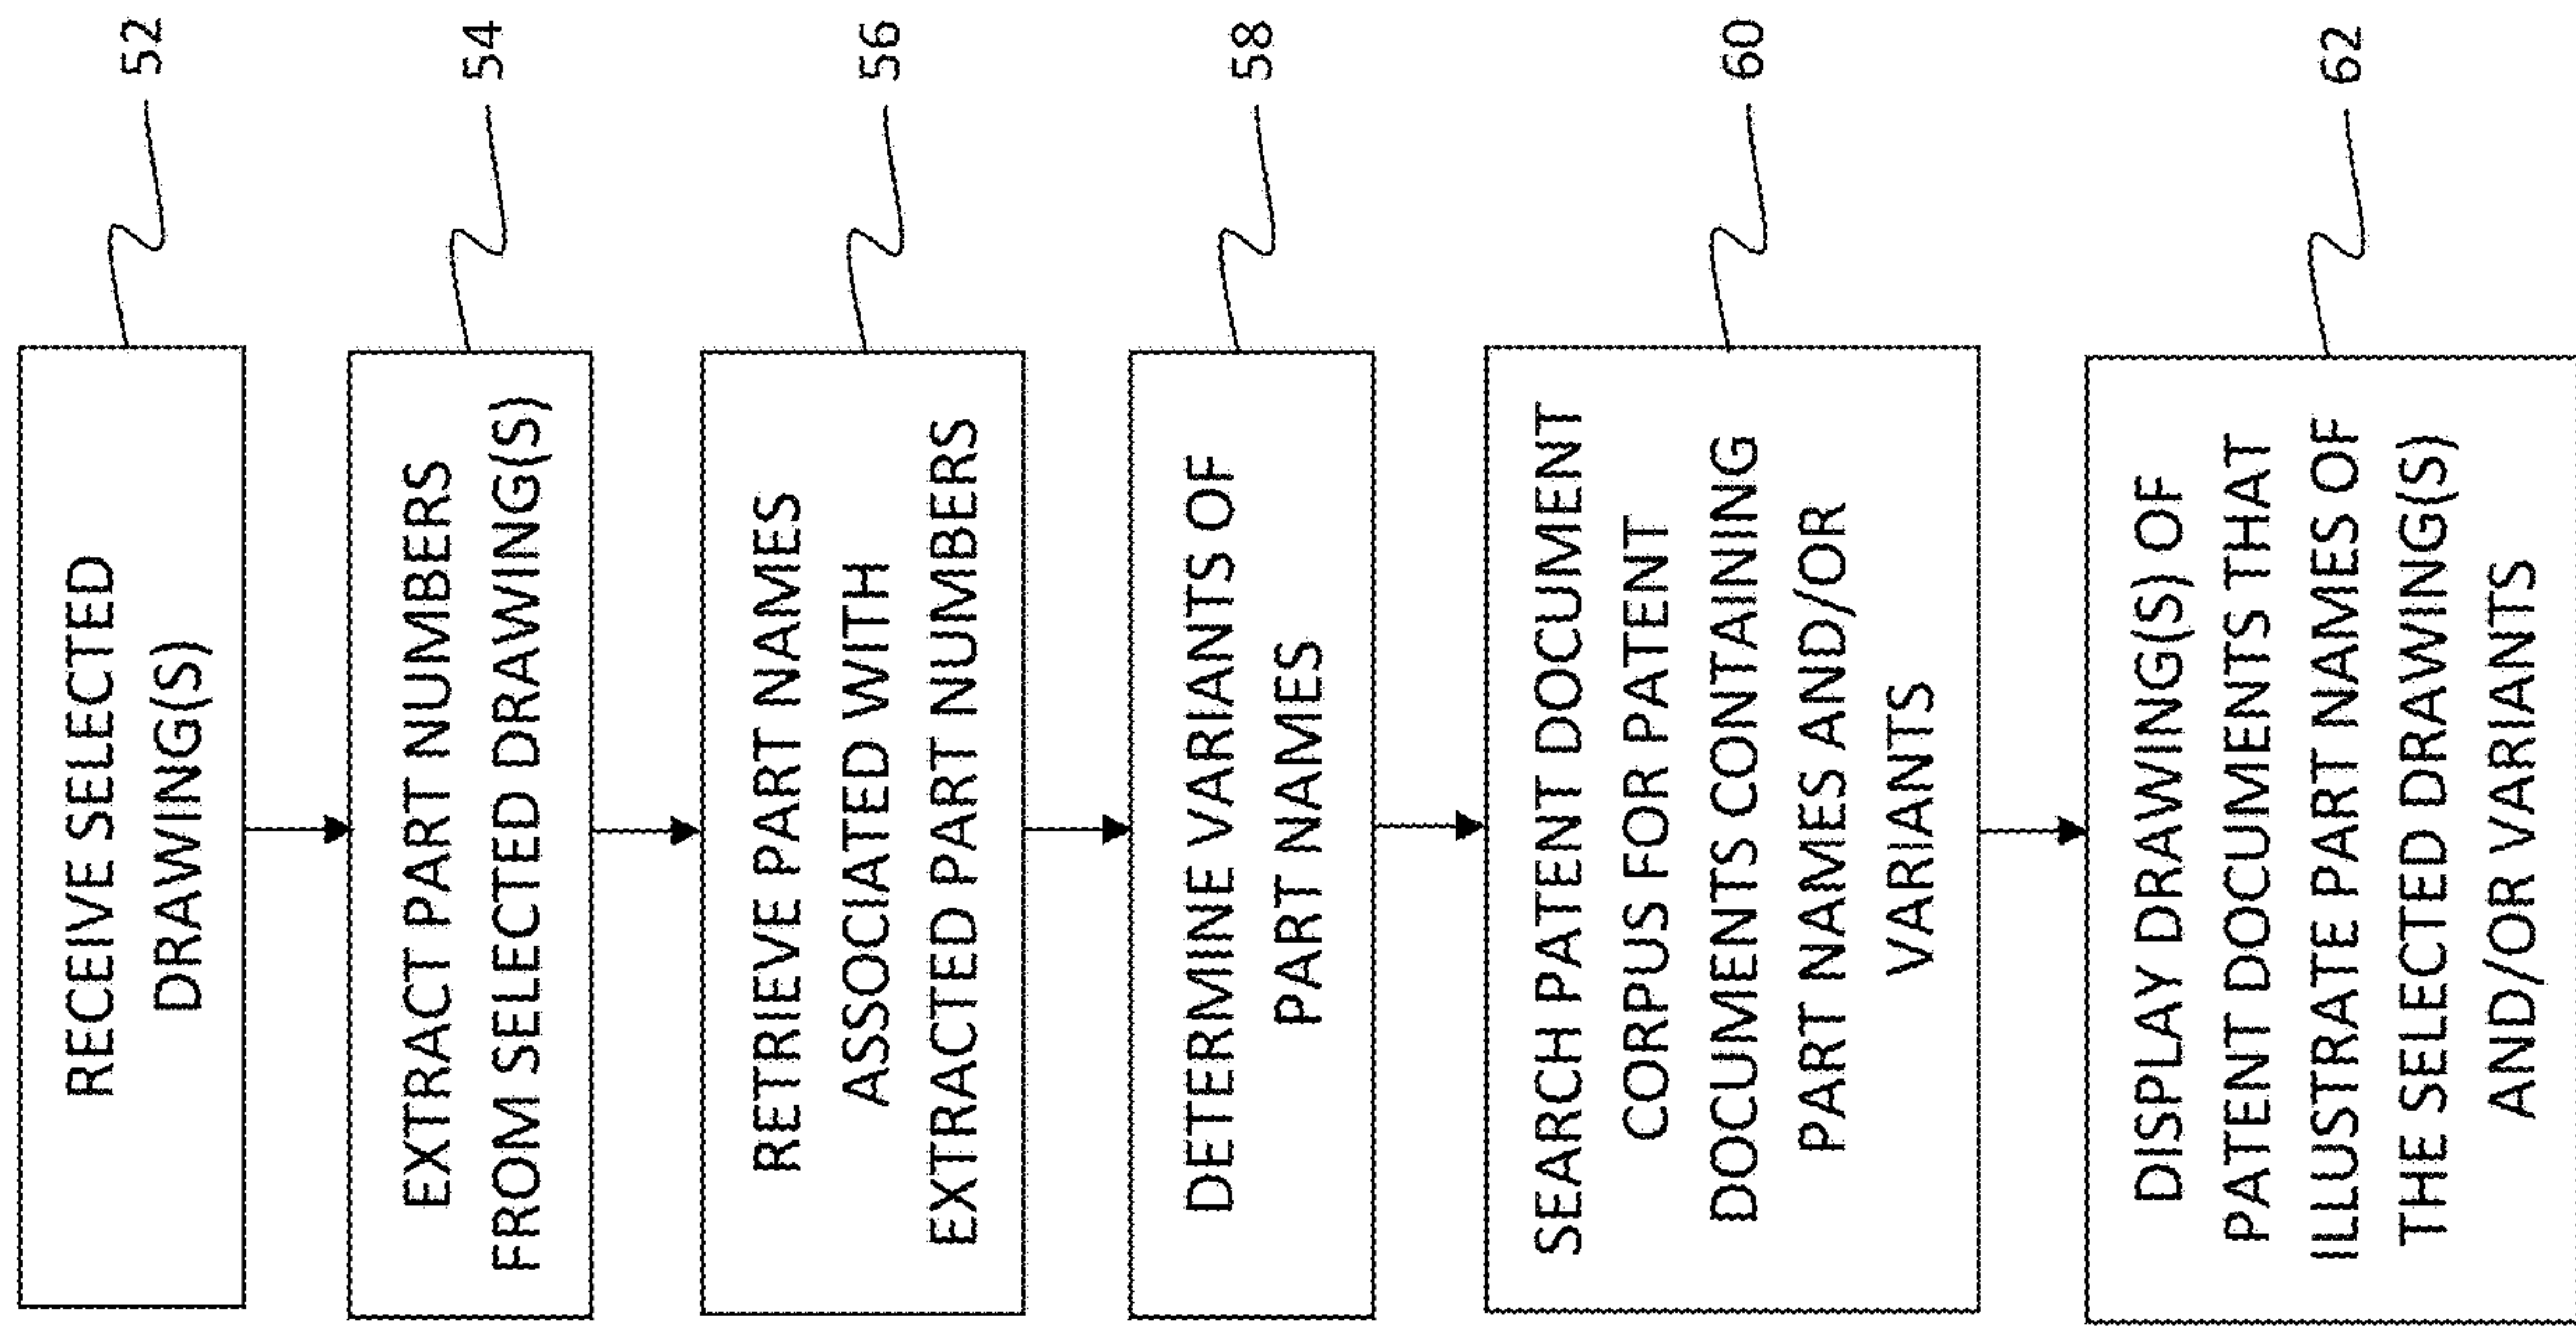 RECEIVE SELECTED
DRAWING(S)
52
EXTRACT PART NUMBERS
FROM SELECTED DRAWING(S)
54
RETRIEVE PART NAMES
ASSOCIATED WITH
EXTRACTED PART NUMBERS
56
DETERMINE VARIANTS OF
PART NAMES
58
SEARCH PATENT DOCUMENT
CORPUS FOR PATENT
DOCUMENTS CONTAINING
PART NAMES AND/OR
VARIANTS
60
DISPLAY DRAWING(S) OF
PATENT DOCUMENTS THAT
ILLUSTRATE PART NAMES OF
THE SELECTED DRAWING(S)
AND/OR VARIANTS
62